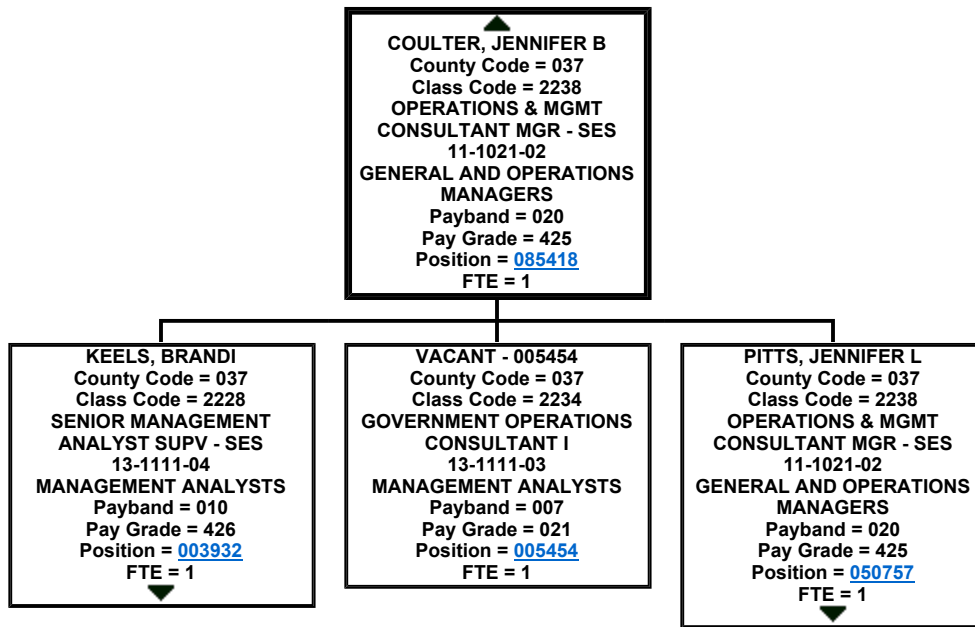 COULTER, JENNIFER B
County Code = 037
Class Code = 2238
OPERATIONS & MGMT
CONSULTANT MGR - SES
11-1021-02
GENERAL AND OPERATIONS
MANAGERS
Payband = 020
Pay Grade = 425
Position = 085418
FTE = 1
KEELS, BRANDI
County Code = 037
Class Code = 2228
SENIOR MANAGEMENT
ANALYST SUPV - SES
13-1111-04
MANAGEMENT ANALYSTS
Payband = 010
Pay Grade = 426
Position = 003932
FTE = 1
VACANT - 005454
County Code = 037
Class Code = 2234
GOVERNMENT OPERATIONS
CONSULTANT I
13-1111-03
MANAGEMENT ANALYSTS
Payband = 007
Pay Grade = 021
Position = 005454
FTE = 1
PITTS, JENNIFER L
County Code = 037
Class Code = 2238
OPERATIONS & MGMT
CONSULTANT MGR - SES
11-1021-02
GENERAL AND OPERATIONS
MANAGERS
Payband = 020
Pay Grade = 425
Position = 050757
FTE = 1